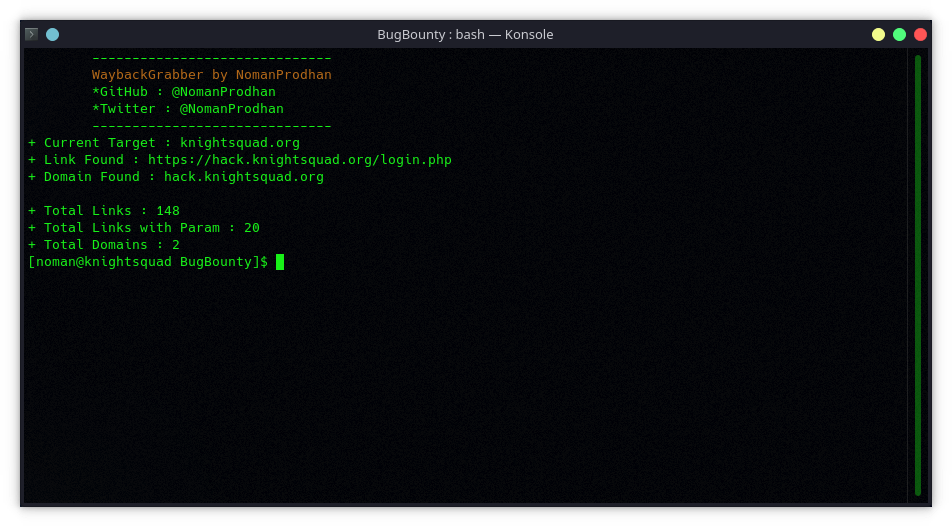 BugBounty : bash — Konsole
------------------------------
WaybackGrabber by NomanProdhan
*GitHub : @NomanProdhan
*Twitter : @NomanProdhan
------------------------------
+ Current Target : knightsquad.org
+ Link Found : https://hack.knightsquad.org/login.php
+ Domain Found : hack.knightsquad.org
+ Total Links : 148
+ Total Links with Param : 20
+ Total Domains : 2
[noman@knightsquad BugBounty]$